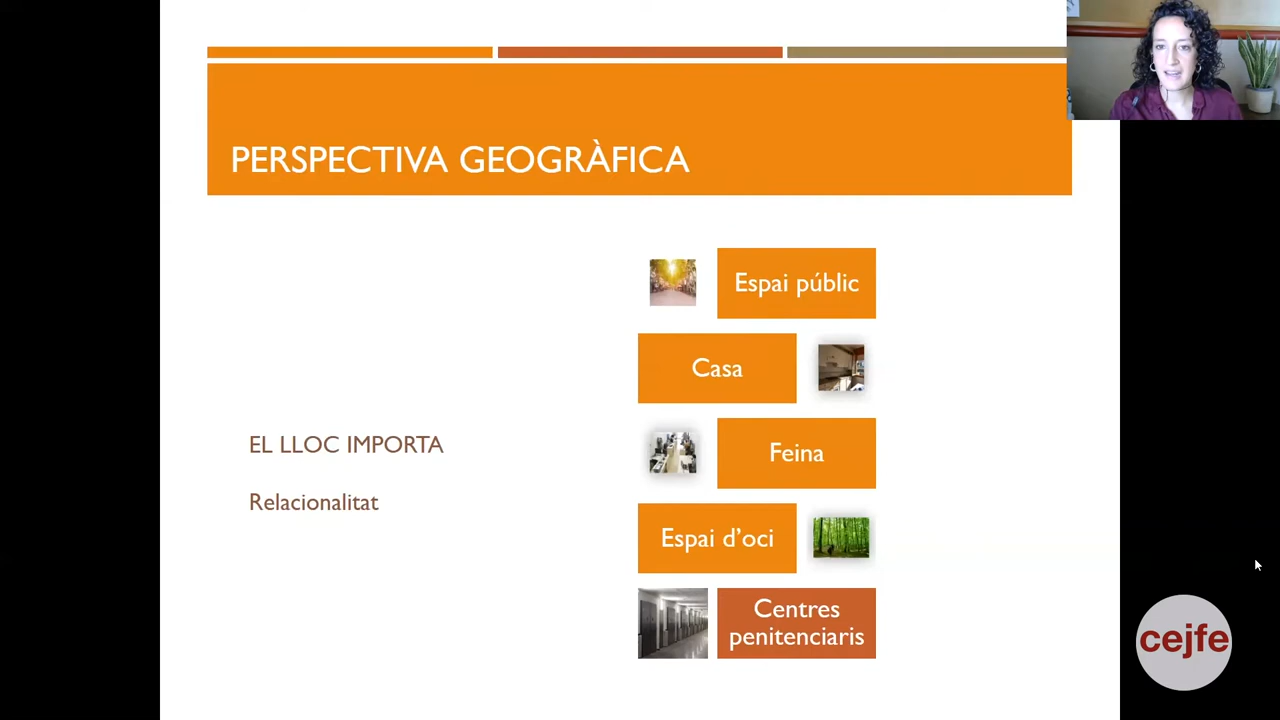 PERSPECTIVA GEOGRÀFICA
EL LLOC IMPORTA
Relacionalitat
Espai públic
Casa
Feina
Espai d’oci
Centres
penitenciaris
cejfe